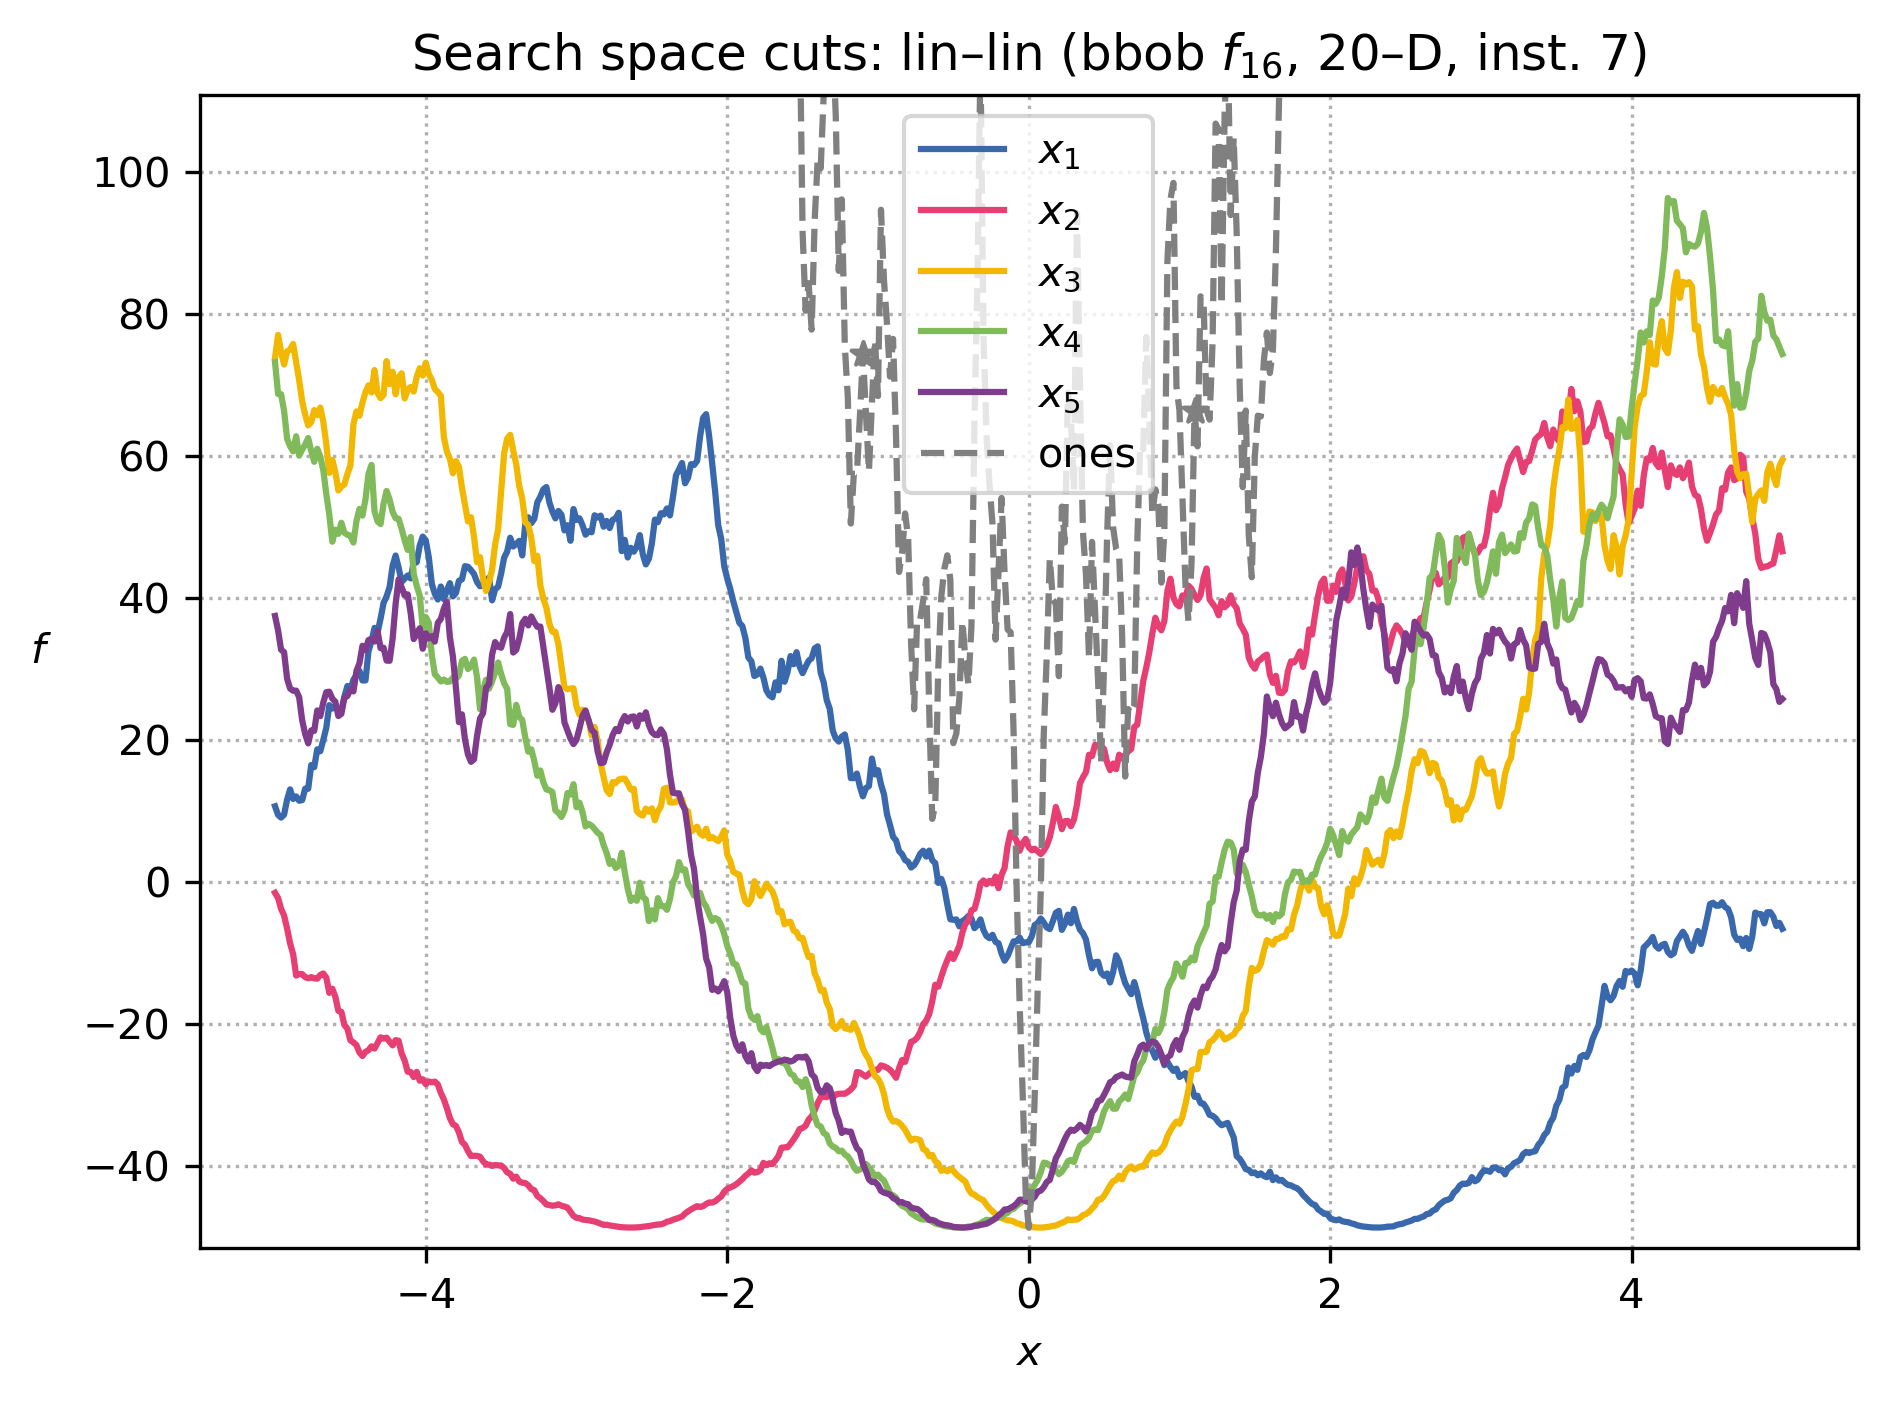 Search space cuts: lin–lin (bbob f₁₆, 20–D, inst. 7)
100
80
60
40
20
0
−20
−40
f
x₁
x₂
x₃
x₄
x₅
ones
−4
−2
0
2
4
x